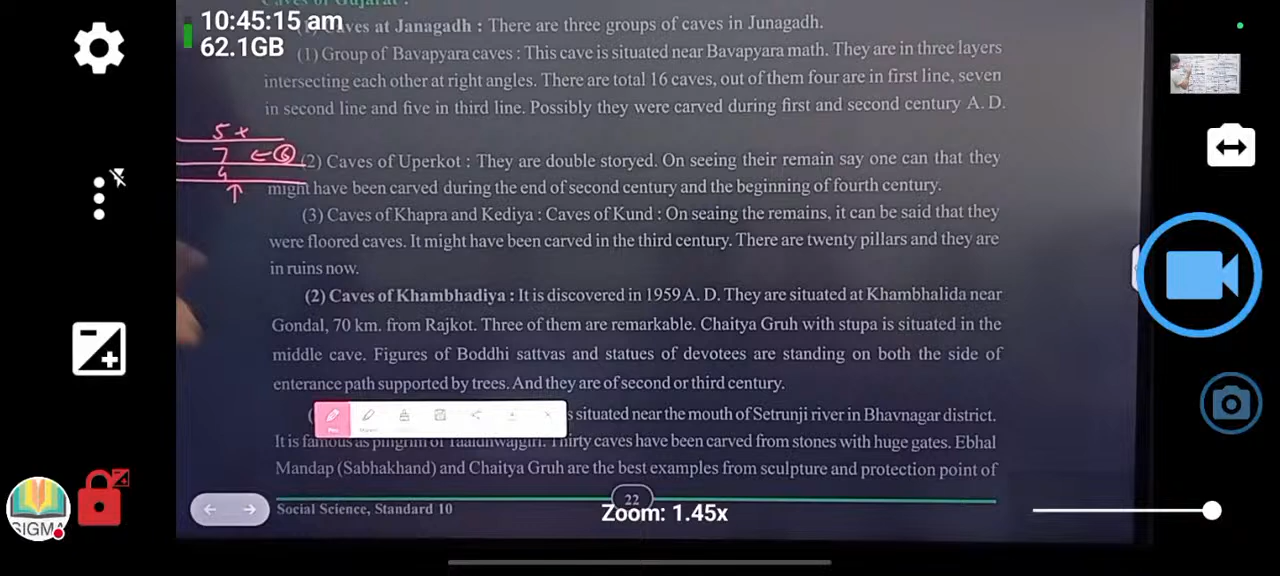 Caves of Gujarat :
10:45:15 am
62.1GB
Caves at Janagadh : There are three groups of caves in Junagadh.
(1) Group of Bavapyara caves : This cave is situated near Bavapyara math. They are in three layers
intersecting each other at right angles. There are total 16 caves, out of them four are in first line, seven
in second line and five in third line. Possibly they were carved during first and second century A. D.
5 x
7 ← 6
4
(2) Caves of Uperkot : They are double storyed. On seeing their remain say one can that they
might have been carved during the end of second century and the beginning of fourth century.
(3) Caves of Khapra and Kediya : Caves of Kund : On seaing the remains, it can be said that they
were floored caves. It might have been carved in the third century. There are twenty pillars and they are
in ruins now.
(2) Caves of Khambhadiya : It is discovered in 1959 A. D. They are situated at Khambhalida near
Gondal, 70 km. from Rajkot. Three of them are remarkable. Chaitya Gruh with stupa is situated in the
middle cave. Figures of Boddhi sattvas and statues of devotees are standing on both the side of
enterance path supported by trees. And they are of second or third century.
s situated near the mouth of Setrunji river in Bhavnagar district.
It is famous as pilgrim of Taaldhwajgiri. Thirty caves have been carved from stones with huge gates. Ebhal
Mandap (Sabhakhand) and Chaitya Gruh are the best examples from sculpture and protection point of
22
Social Science, Standard 10
Zoom: 1.45x
SIGMA